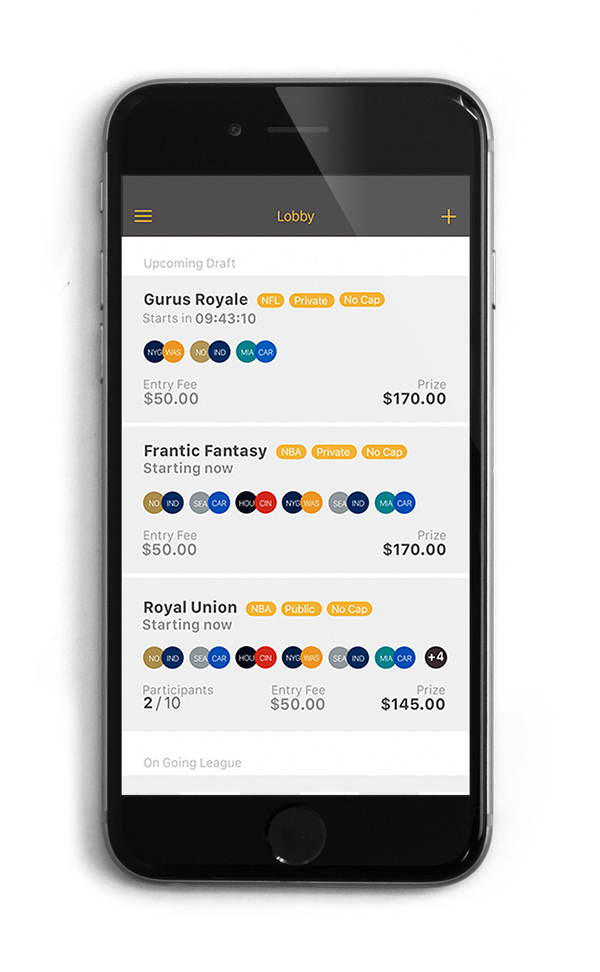 Lobby
Upcoming Draft
Gurus Royale NFL Private No Cap
Starts in 09:43:10
NYG WAS NO IND MIA CAR
Entry Fee Prize
$50.00 $170.00
Frantic Fantasy NBA Private No Cap
Starting now
NO IND SEA CAR HOU CIN NYG WAS SEA IND MIA CAR
Entry Fee Prize
$50.00 $170.00
Royal Union NBA Public No Cap
Starting now
NO IND SEA CAR HOU CIN NYG WAS SEA IND MIA CAR +4
Participants Entry Fee Prize
2/10 $50.00 $145.00
On Going League